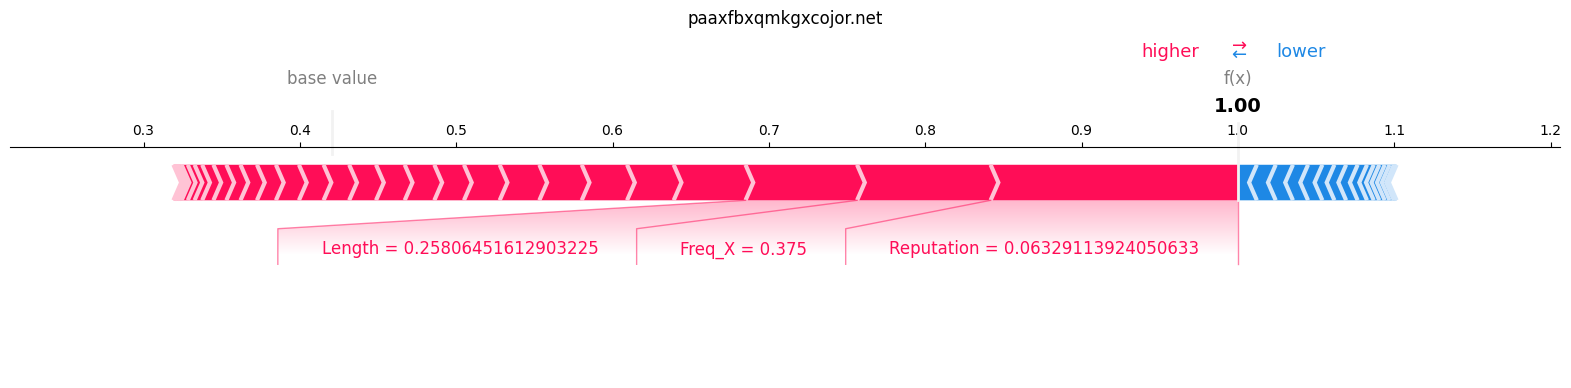 paaxfbxqmkgxcojor.net
higher ⇄ lower
base value
f(x)
1.00
0.3 0.4 0.5 0.6 0.7 0.8 0.9 1.0 1.1 1.2
Length = 0.25806451612903225 Freq_X = 0.375 Reputation = 0.06329113924050633